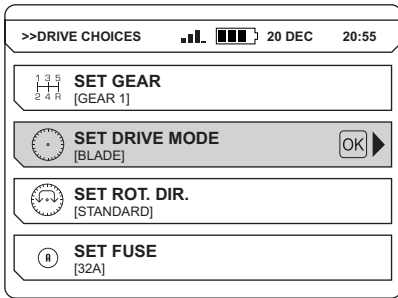 >>DRIVE CHOICES 20 DEC 20:55
1 3 5
2 4 R
SET GEAR
[GEAR 1]
SET DRIVE MODE
[BLADE]
OK
SET ROT. DIR.
[STANDARD]
A
SET FUSE
[32A]